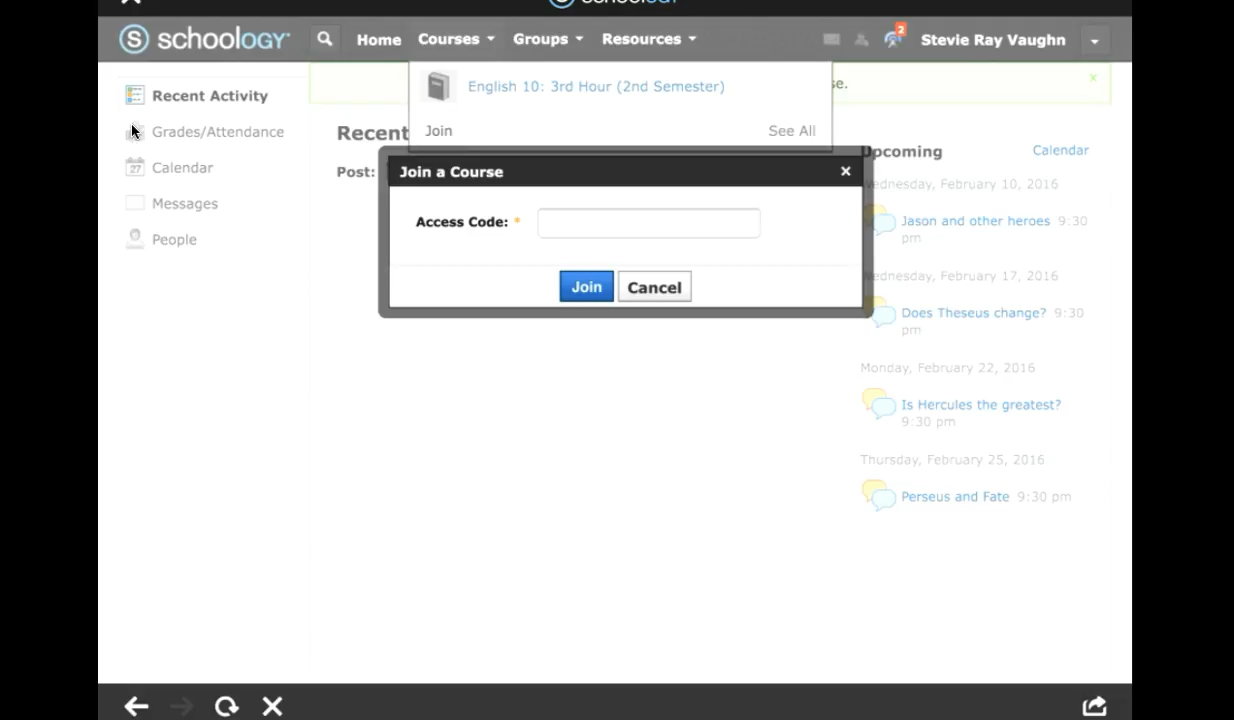 schoology
S schoology Home Courses Groups Resources 2 Stevie Ray Vaughn
English 10: 3rd Hour (2nd Semester)
se.
x
Join See All
Recent Activity
Grades/Attendance
27 Calendar
Messages
People
Recent
Post:
Join a Course ×
Access Code: *
Join Cancel
Upcoming Calendar
Wednesday, February 10, 2016
Jason and other heroes 9:30
pm
Wednesday, February 17, 2016
Does Theseus change? 9:30
pm
Monday, February 22, 2016
Is Hercules the greatest?
9:30 pm
Thursday, February 25, 2016
Perseus and Fate 9:30 pm